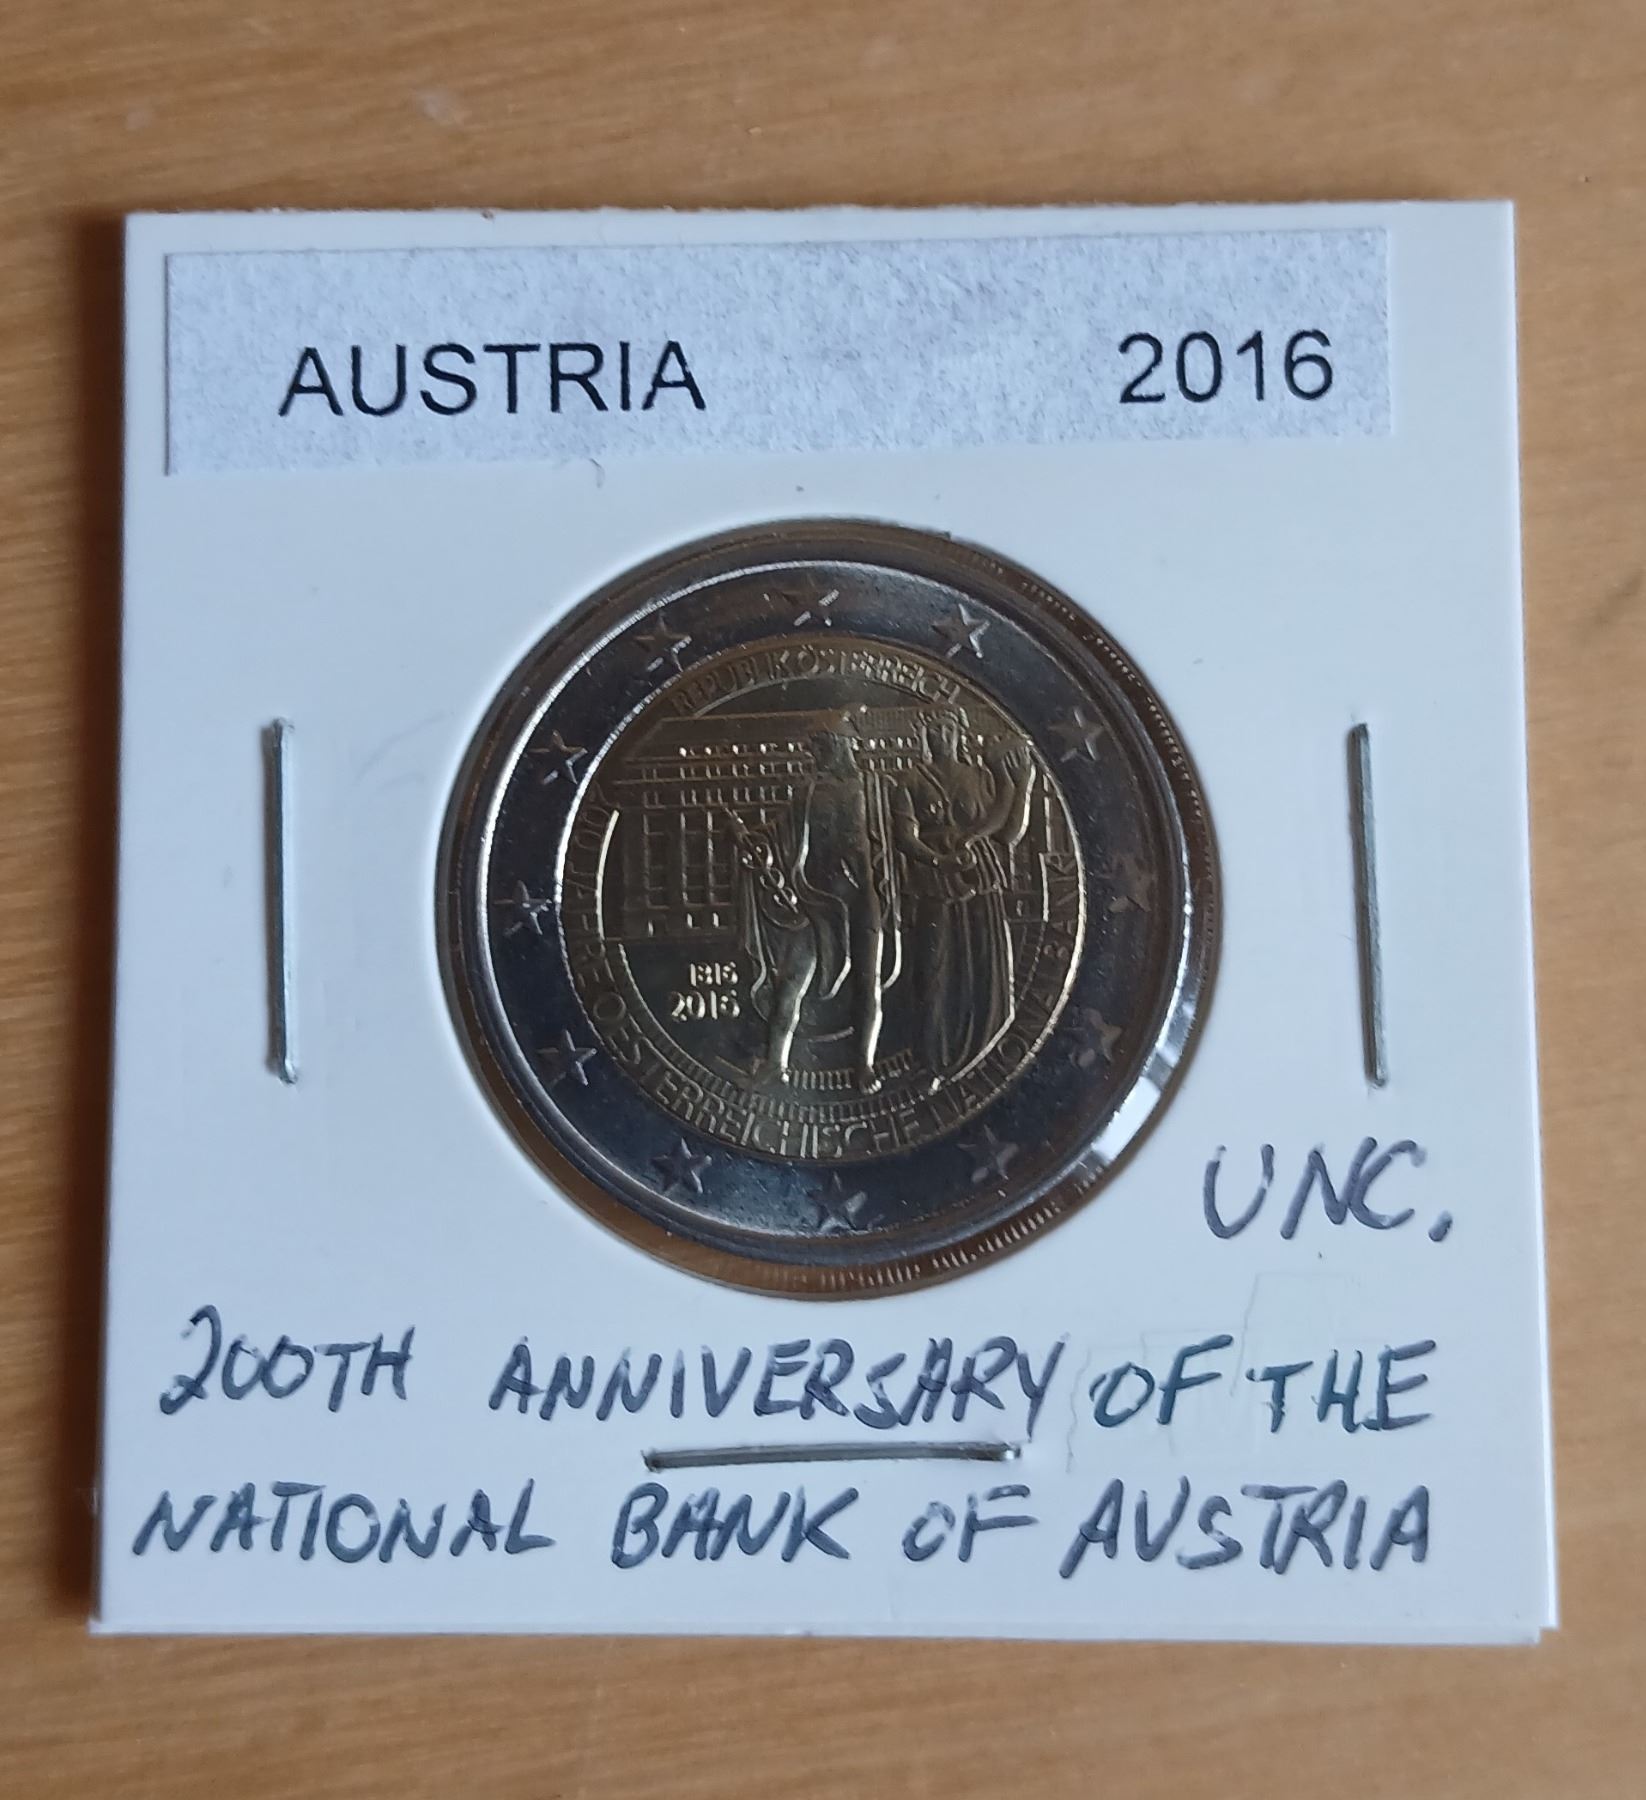 AUSTRIA 2016
REPUBLIK ÖSTERREICH
200 JAHRE OESTERREICHISCHE NATIONALBANK
1816
2016
UNC.
200TH ANNIVERSARY OF THE
NATIONAL BANK OF AUSTRIA